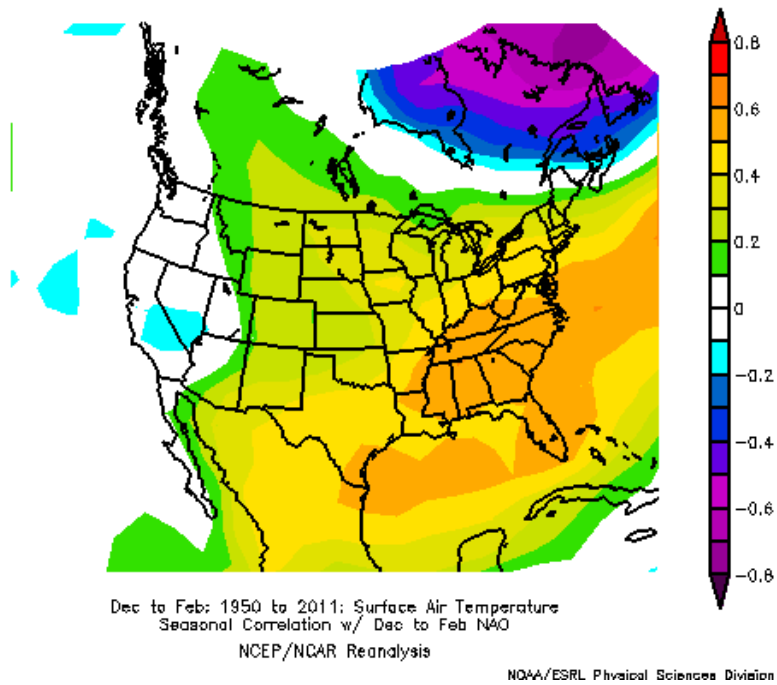 0.8
0.6
0.4
0.2
0
-0.2
-0.4
-0.6
-0.8
Dec to Feb: 1950 to 2011: Surface Air Temperature
Seasonal Correlation w/ Dec to Feb NAO
NCEP/NCAR Reanalysis
NOAA/ESRL Physical Sciences Division